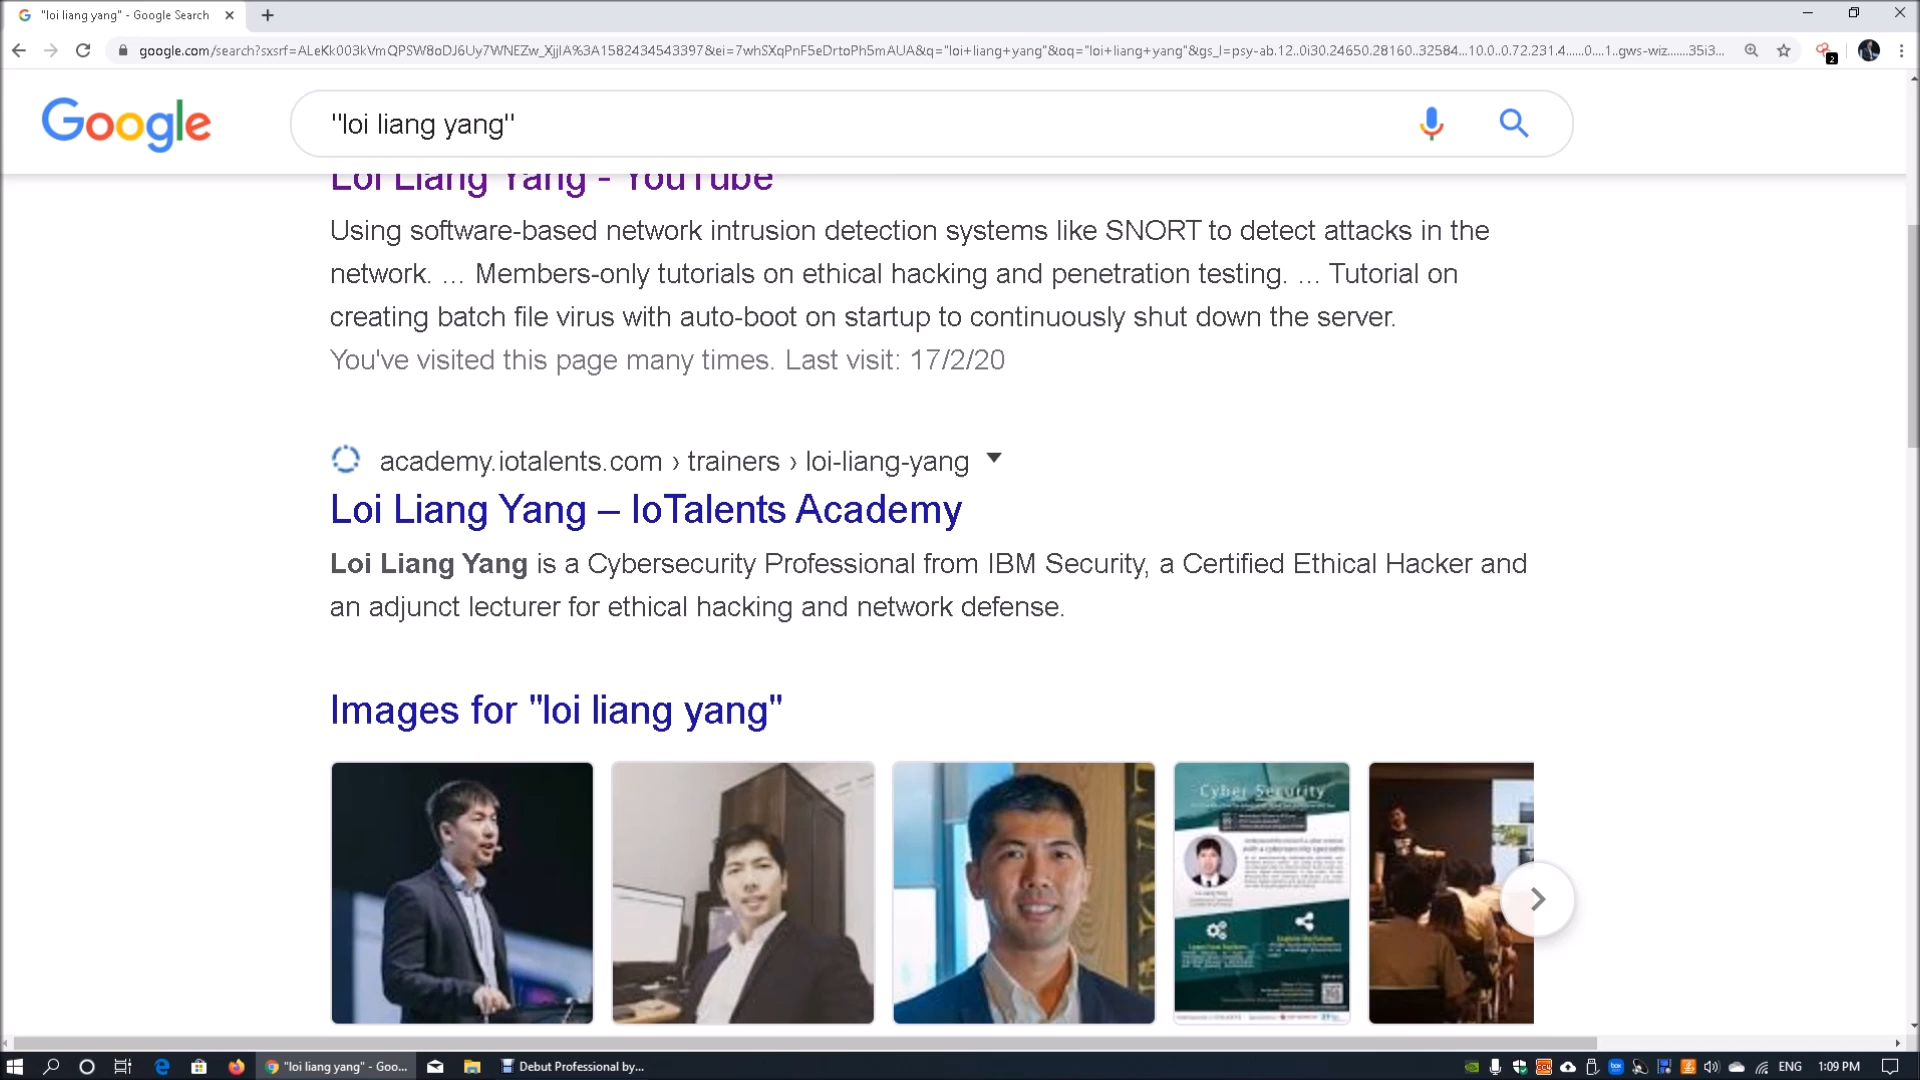 "loi liang yang" - Google Search
google.com/search?sxsrf=ALeKk003kVmQPSW8oDJ6Uy7WNEZw_XjjIA%3A1582434543397&ei=7whSXqPnF5eDrtoPh5mAUA&q="loi+liang+yang"&oq="loi+liang+yang"&gs_l=psy-ab.12..0i30.24650.28160..32584...10.0..0.72.231.4......0....1..gws-wiz.......35i3...
2
Google
"loi liang yang"
Loi Liang Yang - YouTube
Using software-based network intrusion detection systems like SNORT to detect attacks in the
network. ... Members-only tutorials on ethical hacking and penetration testing. ... Tutorial on
creating batch file virus with auto-boot on startup to continuously shut down the server.
You've visited this page many times. Last visit: 17/2/20
academy.iotalents.com › trainers › loi-liang-yang
Loi Liang Yang – IoTalents Academy
Loi Liang Yang is a Cybersecurity Professional from IBM Security, a Certified Ethical Hacker and
an adjunct lecturer for ethical hacking and network defense.
Images for "loi liang yang"
Cyber Security
"loi liang yang" - Goo...
Debut Professional by...
ENG
1:09 PM